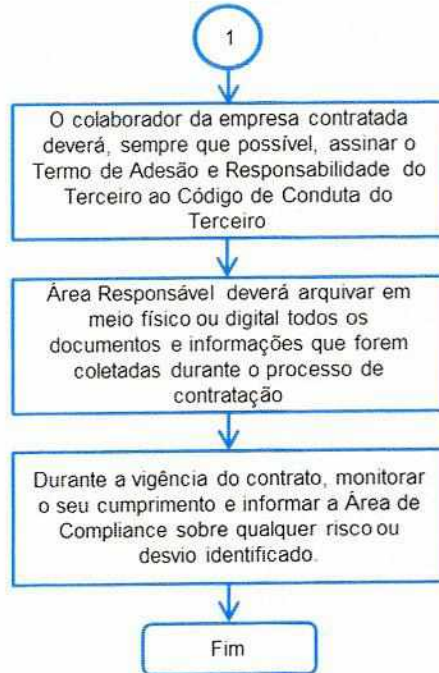 1
O colaborador da empresa contratada
deverá, sempre que possível, assinar o
Termo de Adesão e Responsabilidade do
Terceiro ao Código de Conduta do
Terceiro
Área Responsável deverá arquivar em
meio físico ou digital todos os
documentos e informações que forem
coletadas durante o processo de
contratação
Durante a vigência do contrato, monitorar
o seu cumprimento e informar a Área de
Compliance sobre qualquer risco ou
desvio identificado.
Fim